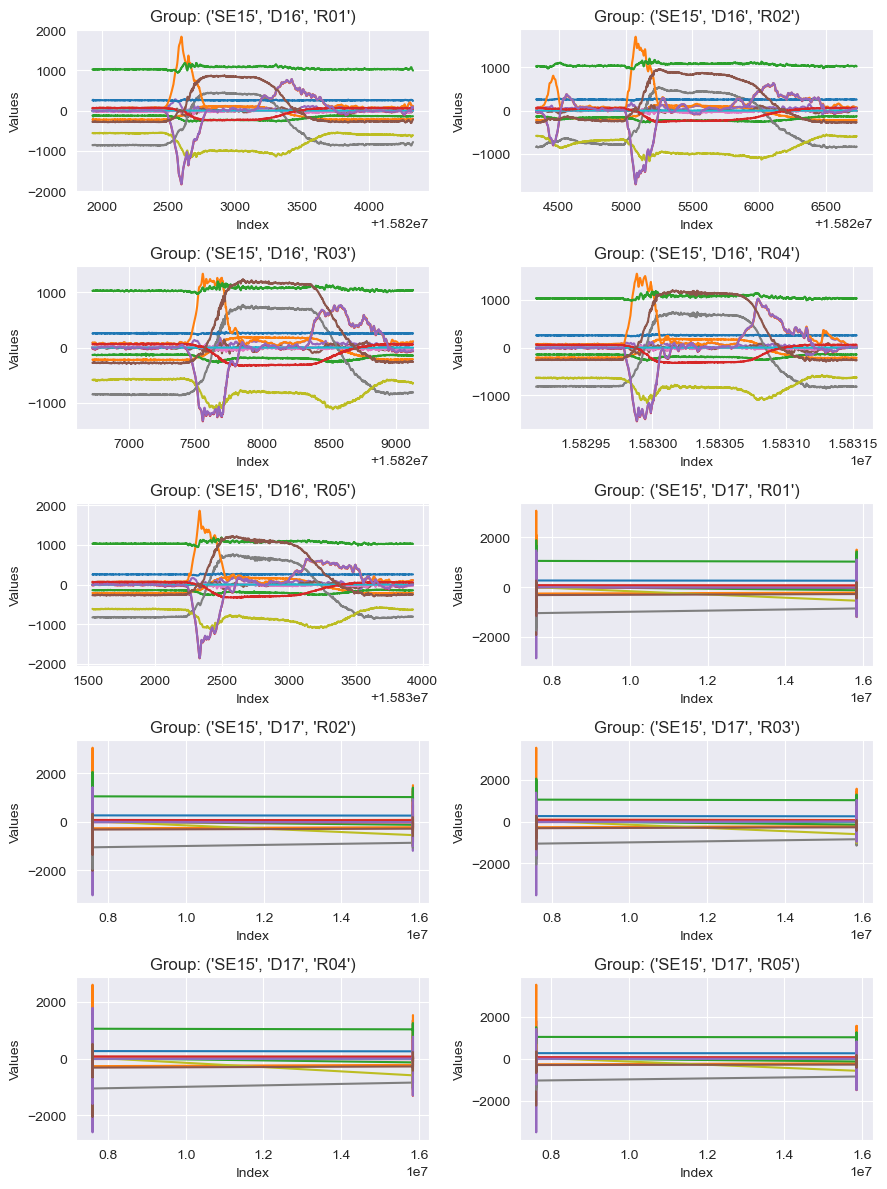 Group: ('SE15', 'D16', 'R01')
2000
1000
0
−1000
−2000
Values
2000 2500 3000 3500 4000
Index
+1.582e7
Group: ('SE15', 'D16', 'R02')
1000
0
−1000
Values
4500 5000 5500 6000 6500
Index
+1.582e7
Group: ('SE15', 'D16', 'R03')
1000
0
−1000
Values
7000 7500 8000 8500 9000
Index
+1.582e7
Group: ('SE15', 'D16', 'R04')
1000
0
−1000
Values
1.58295 1.58300 1.58305 1.58310 1.58315
Index
1e7
Group: ('SE15', 'D16', 'R05')
2000
1000
0
−1000
−2000
Values
1500 2000 2500 3000 3500 4000
Index
+1.583e7
Group: ('SE15', 'D17', 'R01')
2000
0
−2000
Values
0.8 1.0 1.2 1.4 1.6
Index
1e7
Group: ('SE15', 'D17', 'R02')
2000
0
−2000
Values
0.8 1.0 1.2 1.4 1.6
Index
1e7
Group: ('SE15', 'D17', 'R03')
2000
0
−2000
Values
0.8 1.0 1.2 1.4 1.6
Index
1e7
Group: ('SE15', 'D17', 'R04')
2000
0
−2000
Values
0.8 1.0 1.2 1.4 1.6
Index
1e7
Group: ('SE15', 'D17', 'R05')
2000
0
−2000
Values
0.8 1.0 1.2 1.4 1.6
Index
1e7